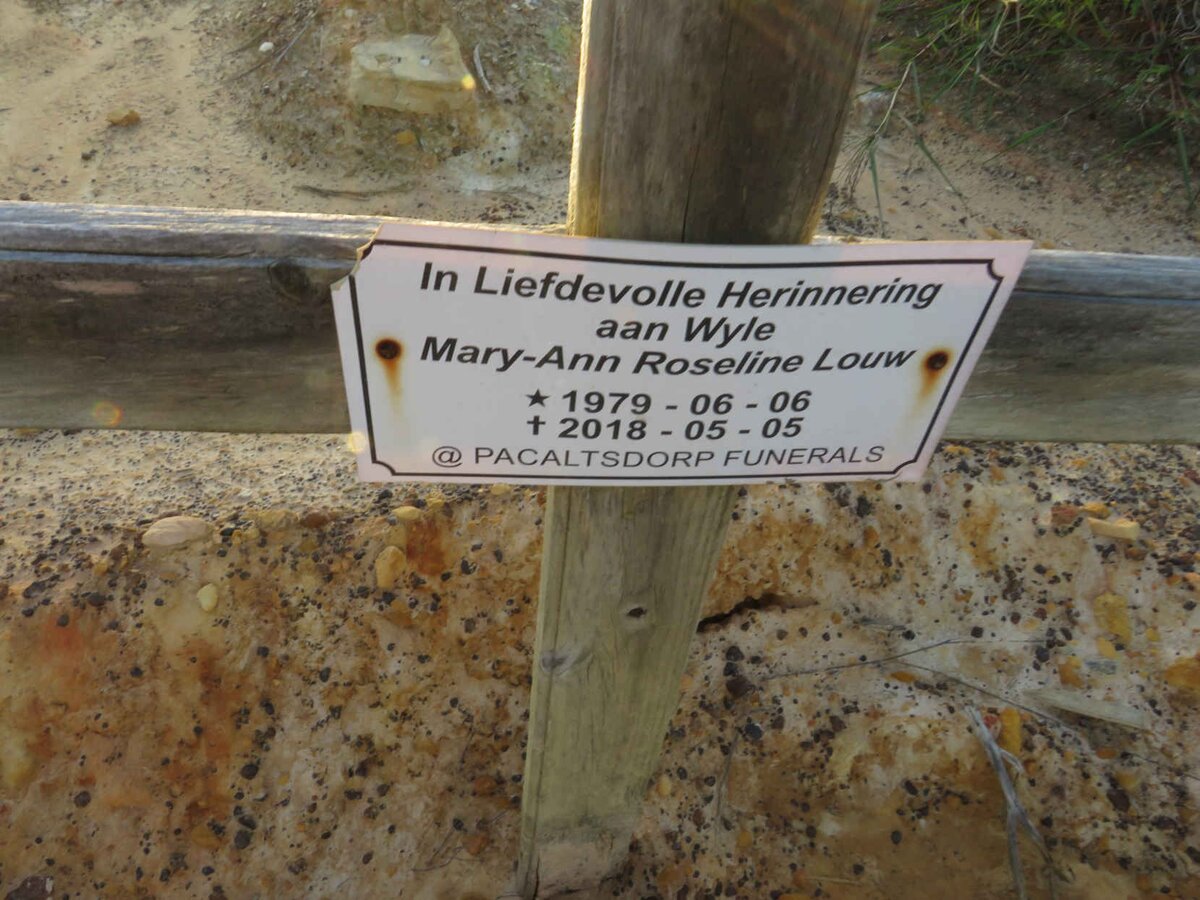 In Liefdevolle Herinnering
aan Wyle
Mary-Ann Roseline Louw
★ 1979 - 06 - 06
✝ 2018 - 05 - 05
@ PACALTSDORP FUNERALS